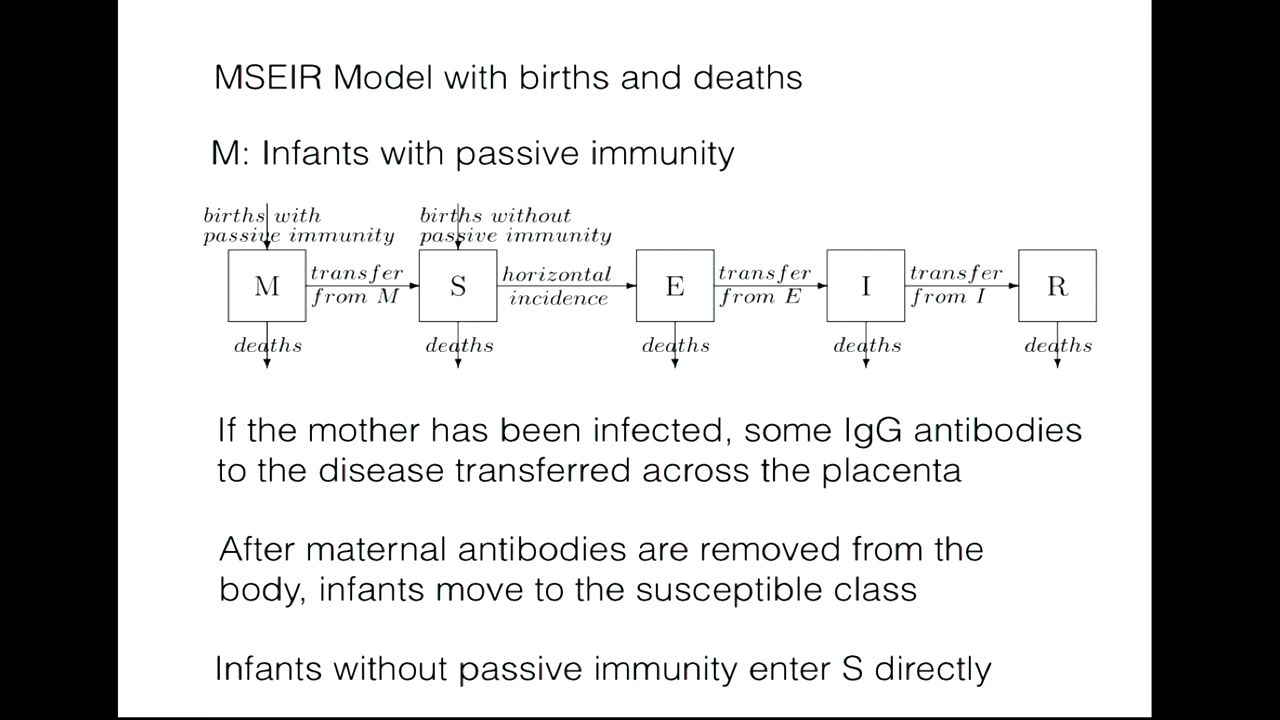 MSEIR Model with births and deaths
M: Infants with passive immunity
births with births without
passive immunity passive immunity
transfer horizontal transfer transfer
M S E I R
from M incidence from E from I
deaths deaths deaths deaths deaths
If the mother has been infected, some IgG antibodies
to the disease transferred across the placenta
After maternal antibodies are removed from the
body, infants move to the susceptible class
Infants without passive immunity enter S directly